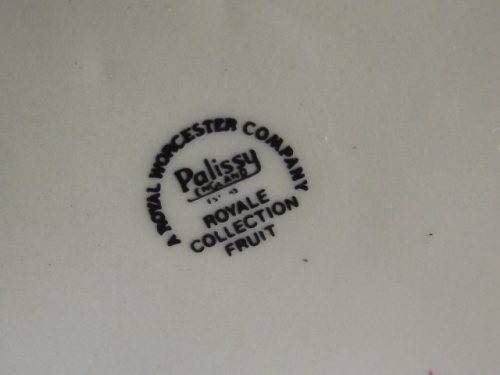 A ROYAL WORCESTER COMPANY
Palissy
ENGLAND
ROYALE
COLLECTION
FRUIT